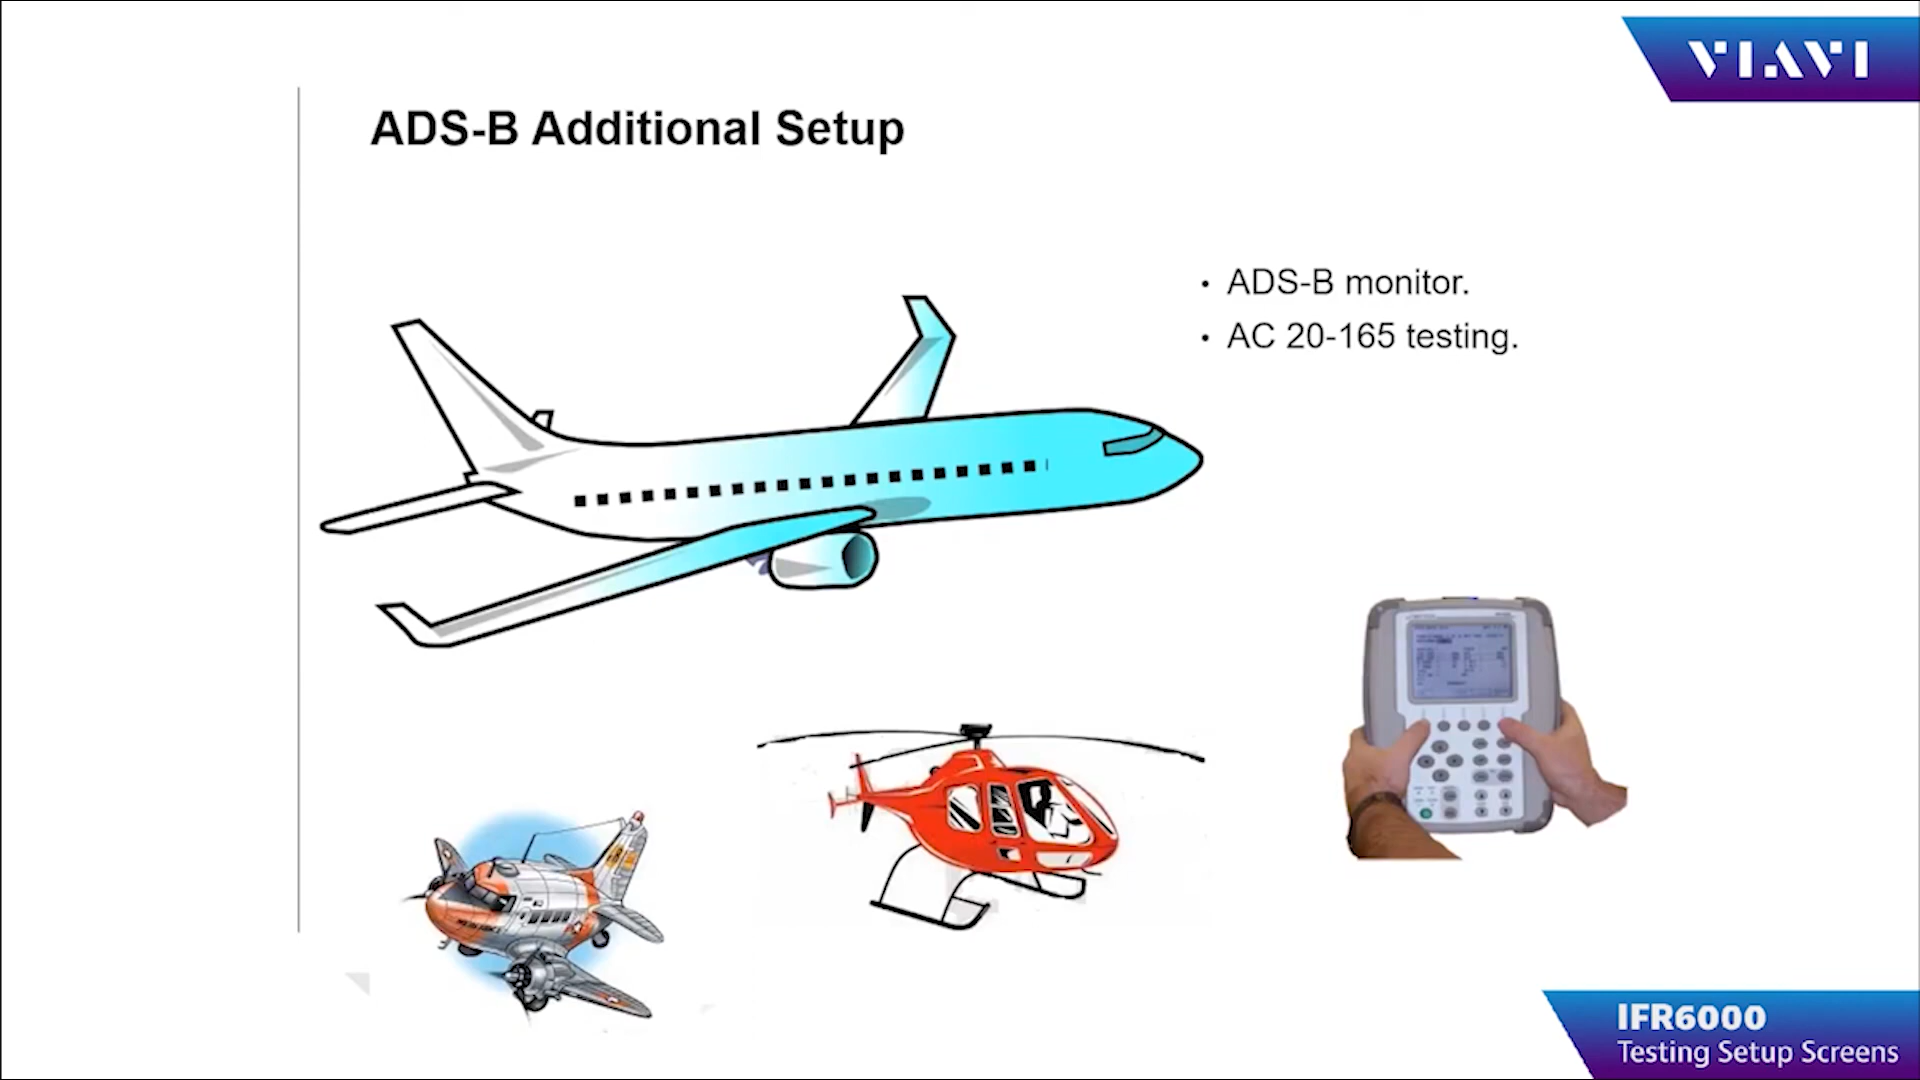 VIAVI
ADS-B Additional Setup
• ADS-B monitor.
• AC 20-165 testing.
IFR6000
Testing Setup Screens